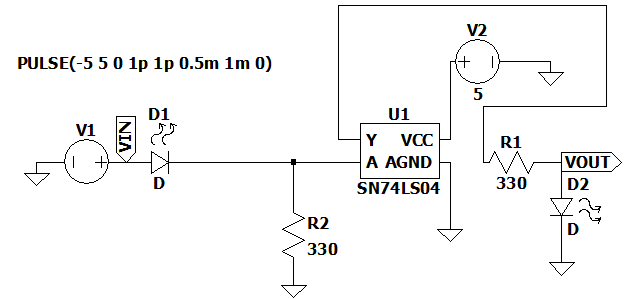 V2
PULSE(-5 5 0 1p 1p 0.5m 1m 0)
+ -
5
D1
U1
V1
VIN
Y VCC
R1
- +
A AGND
VOUT
D
SN74LS04
330
D2
R2
D
330